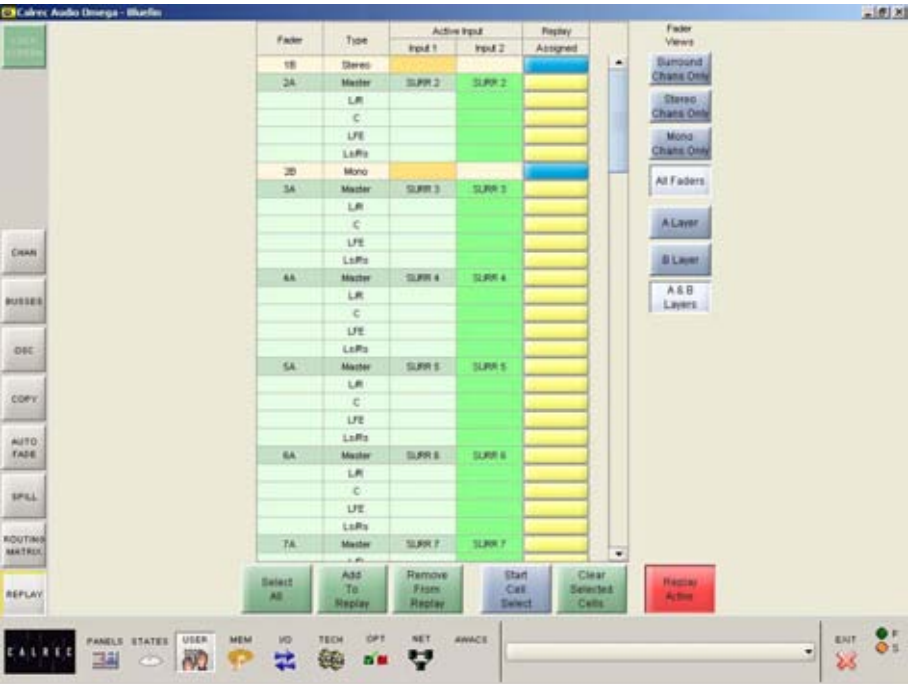 Calrec Audio Omega - Bluefin
Fader Type Active Input Replay
Input 1 Input 2 Assigned
1B Stereo
2A Master SURR 2 SURR 2
L/R
C
LFE
Ls/Rs
2B Mono
3A Master SURR 3 SURR 3
L/R
C
LFE
Ls/Rs
4A Master SURR 4 SURR 4
L/R
C
LFE
Ls/Rs
5A Master SURR 5 SURR 5
L/R
C
LFE
Ls/Rs
6A Master SURR 6 SURR 6
L/R
C
LFE
Ls/Rs
7A Master SURR 7 SURR 7
L/R
Fader
Views
Surround
Chans Only
Stereo
Chans Only
Mono
Chans Only
All Faders
A Layer
B Layer
A & B
Layers
CHAN
BUSSES
OSC
COPY
AUTO
FADE
SPILL
ROUTING
MATRIX
REPLAY
Select
All
Add
To
Replay
Remove
From
Replay
Start
Cell
Select
Clear
Selected
Cells
Replay
Active
CALREC
PANELS STATES USER MEM I/O TECH OPT NET AWACS
EXIT
F
S